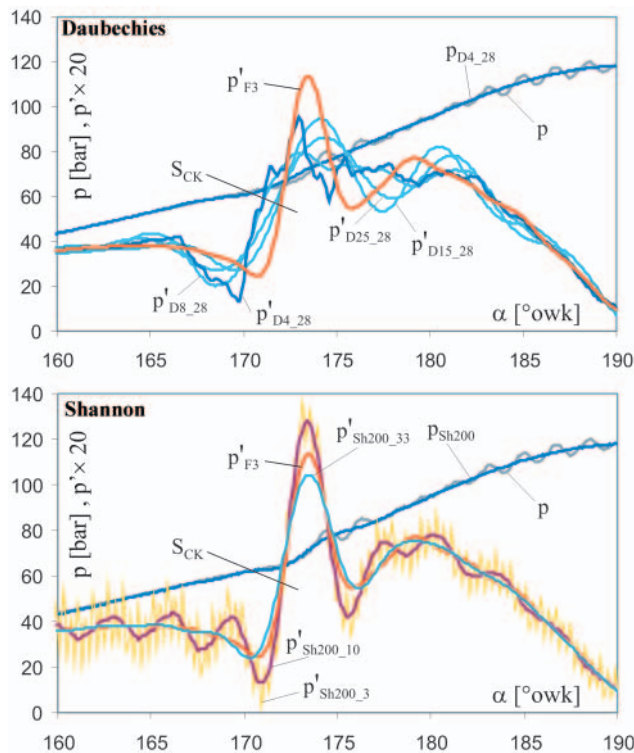 140
Daubechies
120
100
80
60
40
20
0
p [bar] , p'× 20
p'F3
pD4_28
p
SCK
p'D25_28
p'D15_28
p'D8_28
p'D4_28
α [°owk]
160 165 170 175 180 185 190
140
Shannon
120
100
80
60
40
20
0
p [bar] , p'× 20
p'Sh200_33
pSh200
p'F3
p
SCK
p'Sh200_10
p'Sh200_3
α [°owk]
160 165 170 175 180 185 190